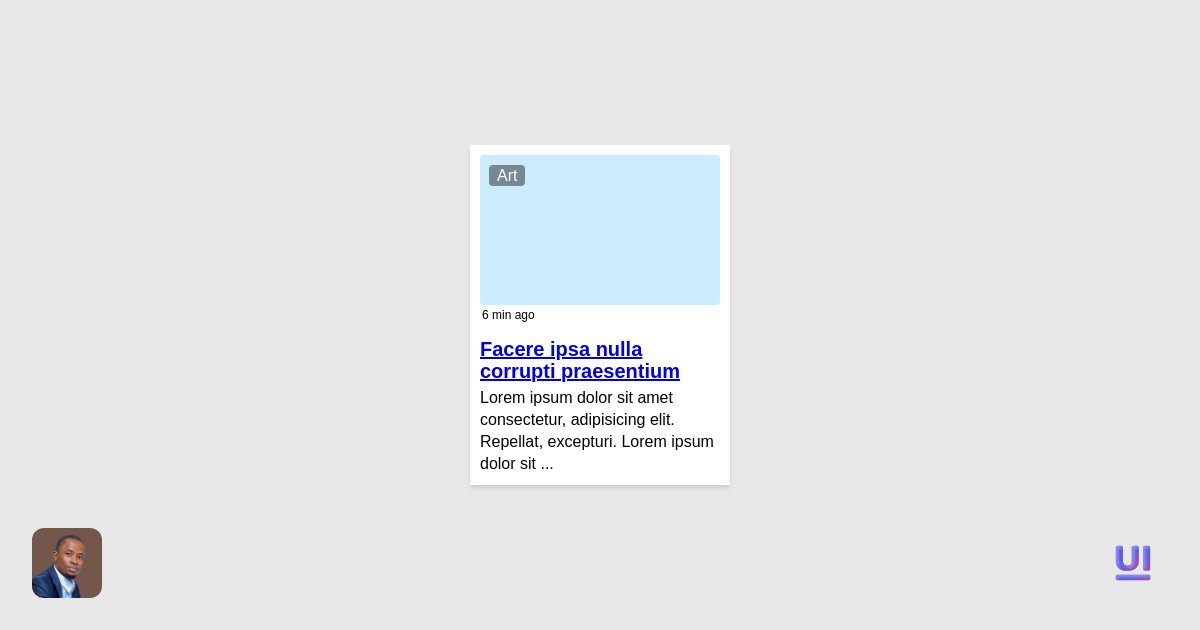 Art
6 min ago
Facere ipsa nulla
corrupti praesentium
Lorem ipsum dolor sit amet
consectetur, adipisicing elit.
Repellat, excepturi. Lorem ipsum
dolor sit ...
UI